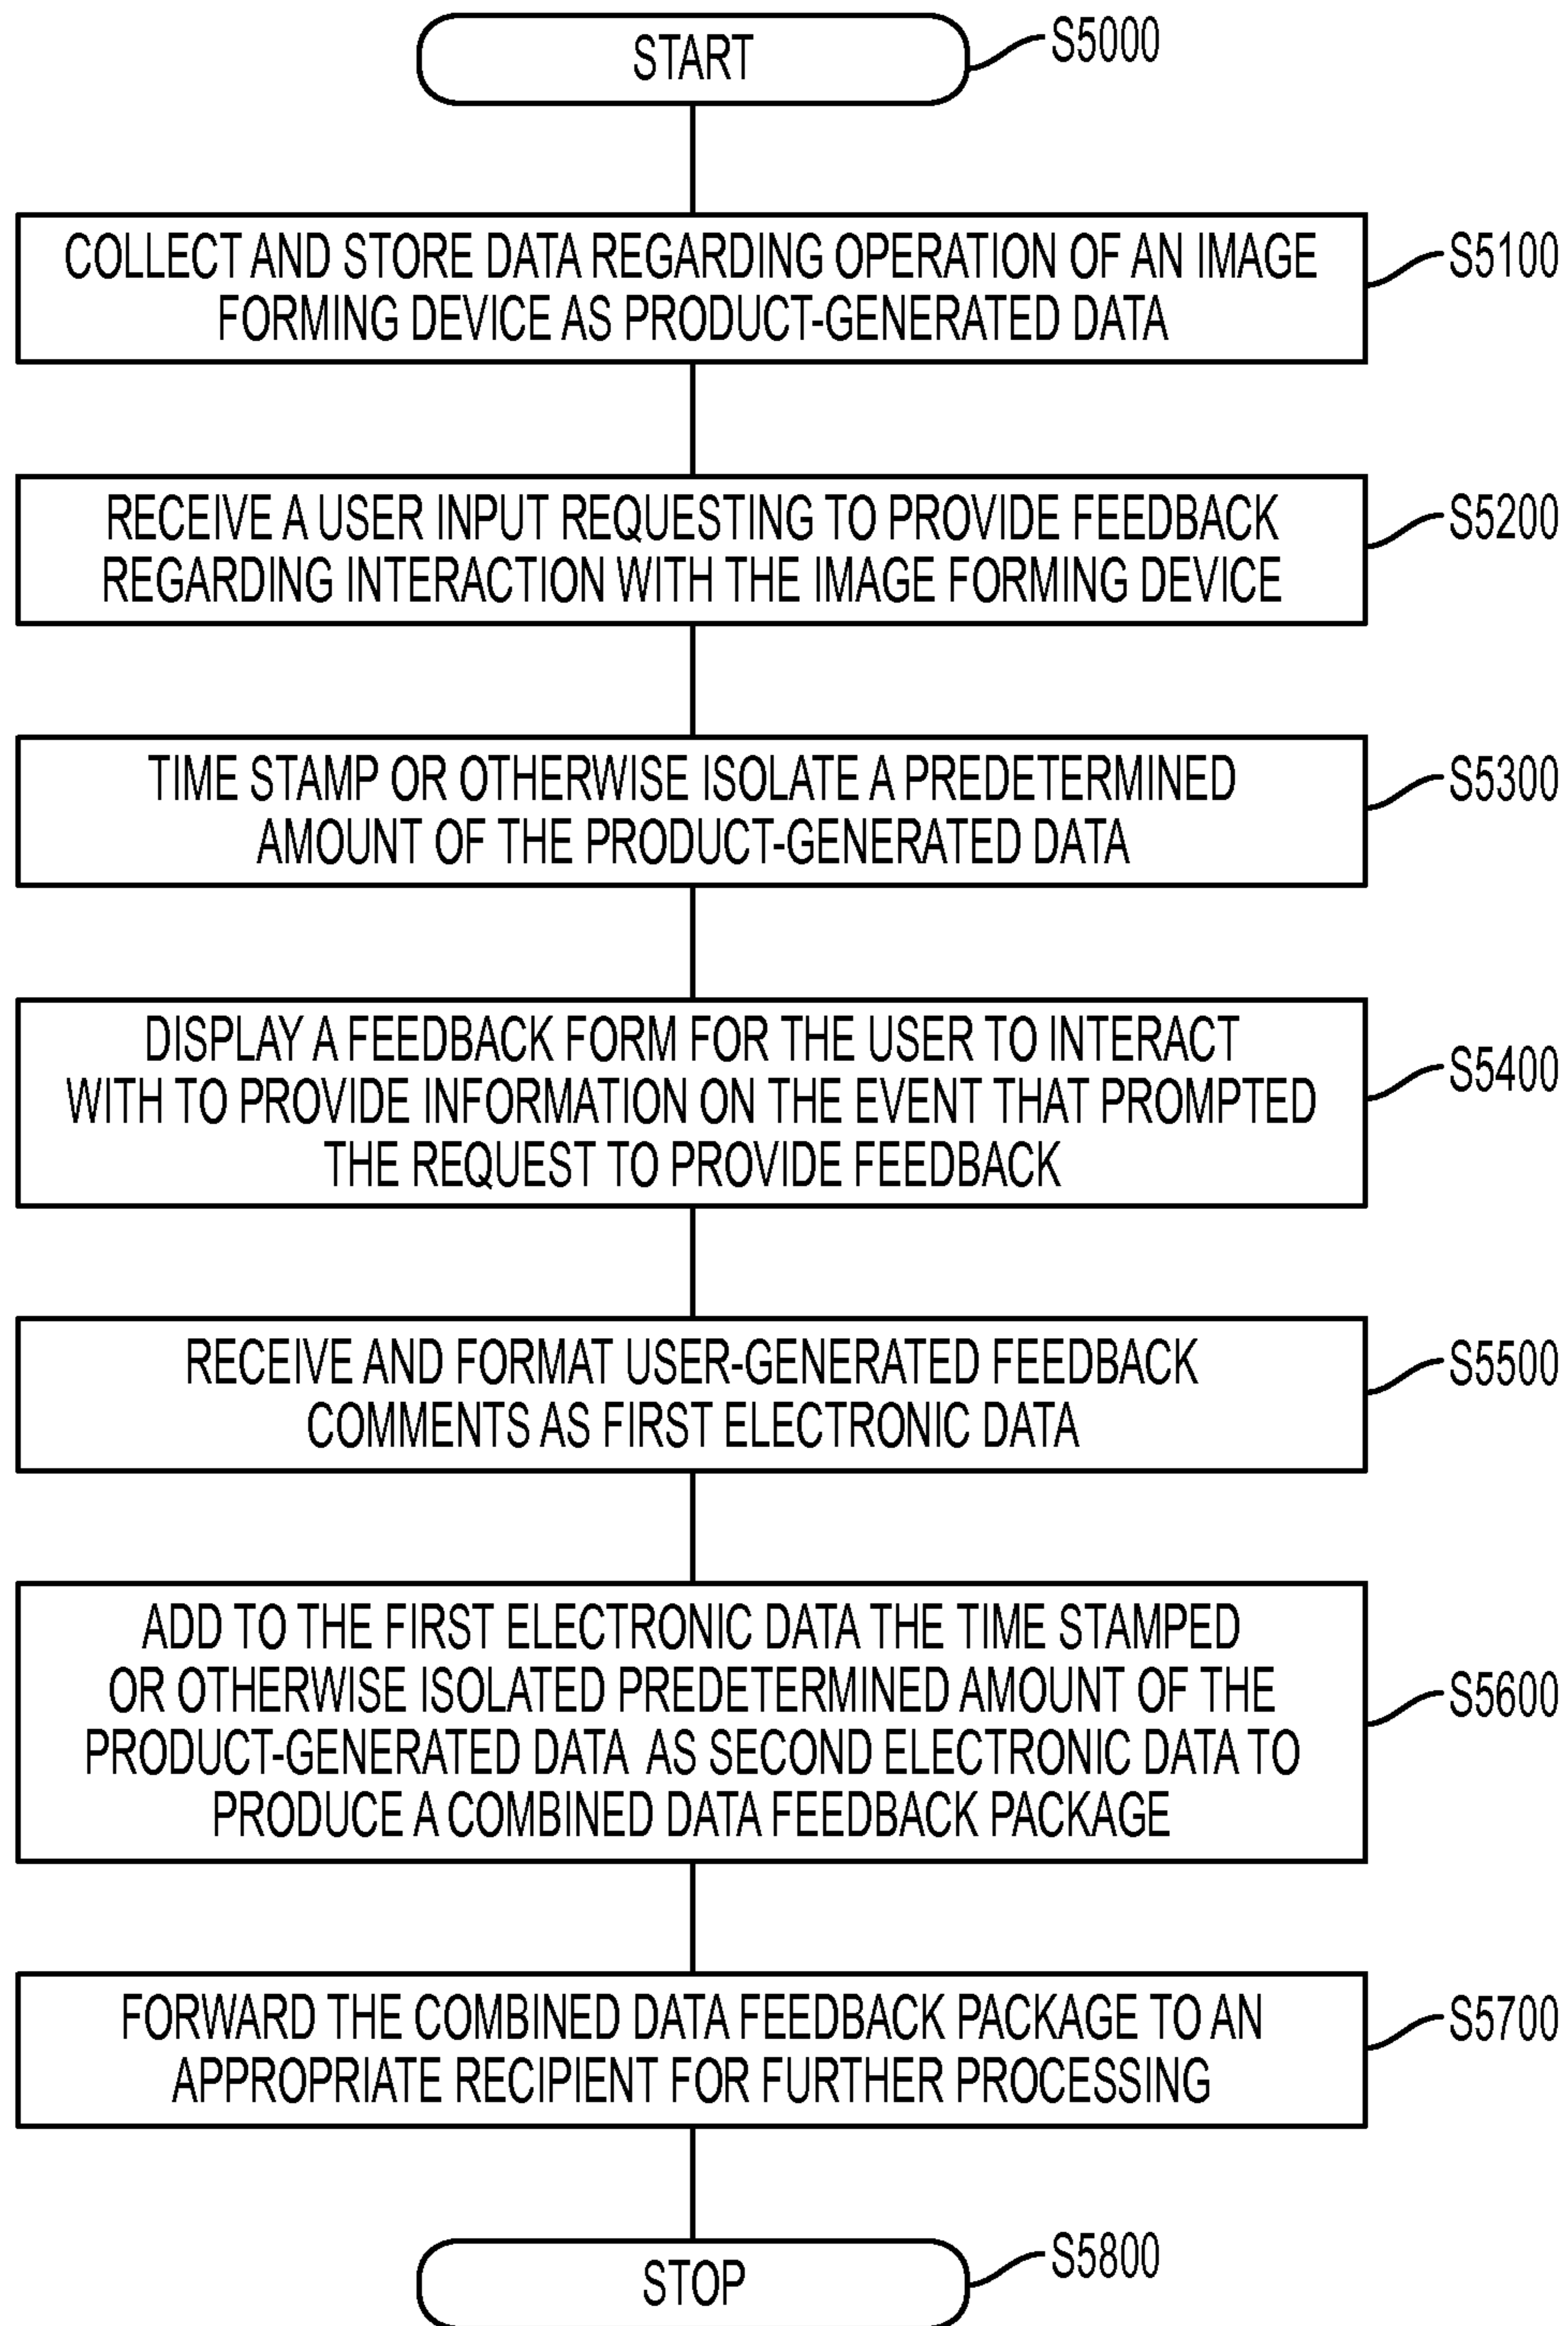 START
S5000
COLLECT AND STORE DATA REGARDING OPERATION OF AN IMAGE
FORMING DEVICE AS PRODUCT-GENERATED DATA
S5100
RECEIVE A USER INPUT REQUESTING TO PROVIDE FEEDBACK
REGARDING INTERACTION WITH THE IMAGE FORMING DEVICE
S5200
TIME STAMP OR OTHERWISE ISOLATE A PREDETERMINED
AMOUNT OF THE PRODUCT-GENERATED DATA
S5300
DISPLAY A FEEDBACK FORM FOR THE USER TO INTERACT
WITH TO PROVIDE INFORMATION ON THE EVENT THAT PROMPTED
THE REQUEST TO PROVIDE FEEDBACK
S5400
RECEIVE AND FORMAT USER-GENERATED FEEDBACK
COMMENTS AS FIRST ELECTRONIC DATA
S5500
ADD TO THE FIRST ELECTRONIC DATA THE TIME STAMPED
OR OTHERWISE ISOLATED PREDETERMINED AMOUNT OF THE
PRODUCT-GENERATED DATA AS SECOND ELECTRONIC DATA TO
PRODUCE A COMBINED DATA FEEDBACK PACKAGE
S5600
FORWARD THE COMBINED DATA FEEDBACK PACKAGE TO AN
APPROPRIATE RECIPIENT FOR FURTHER PROCESSING
S5700
STOP
S5800